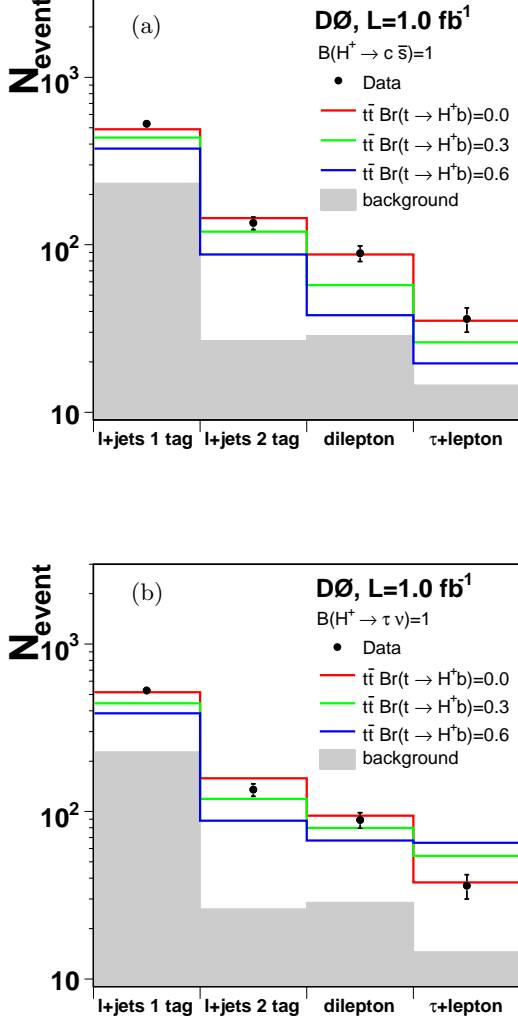 (a)
DØ, L=1.0 fb⁻¹
B(H⁺ → c s̅)=1
Data
tt̅ Br(t → H⁺b)=0.0
tt̅ Br(t → H⁺b)=0.3
tt̅ Br(t → H⁺b)=0.6
background
N_event
10³
10²
10
l+jets 1 tag l+jets 2 tag dilepton τ+lepton
(b)
DØ, L=1.0 fb⁻¹
B(H⁺ → τ ν)=1
Data
tt̅ Br(t → H⁺b)=0.0
tt̅ Br(t → H⁺b)=0.3
tt̅ Br(t → H⁺b)=0.6
background
N_event
10³
10²
10
l+jets 1 tag l+jets 2 tag dilepton τ+lepton